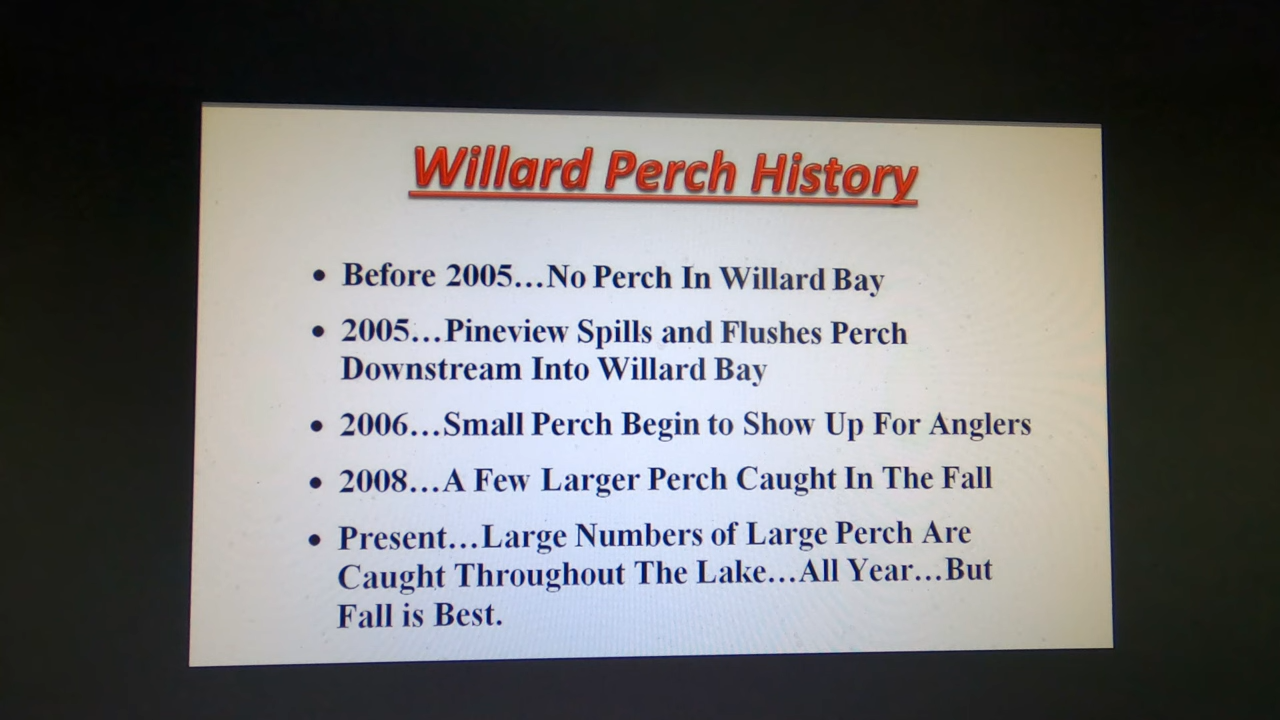 Willard Perch History
• Before 2005...No Perch In Willard Bay
• 2005...Pineview Spills and Flushes Perch
Downstream Into Willard Bay
• 2006...Small Perch Begin to Show Up For Anglers
• 2008...A Few Larger Perch Caught In The Fall
• Present...Large Numbers of Large Perch Are
Caught Throughout The Lake...All Year...But
Fall is Best.